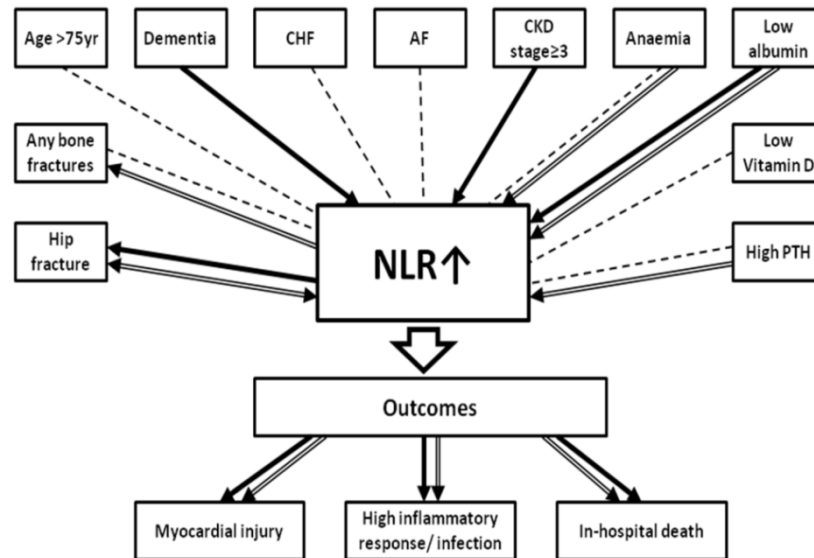 Age >75yr
Dementia
CHF
AF
CKD
stage≥3
Anaemia
Low
albumin
Any bone
fractures
Low
Vitamin D
Hip
fracture
NLR↑
High PTH
Outcomes
Myocardial injury
High inflammatory
response/ infection
In-hospital death